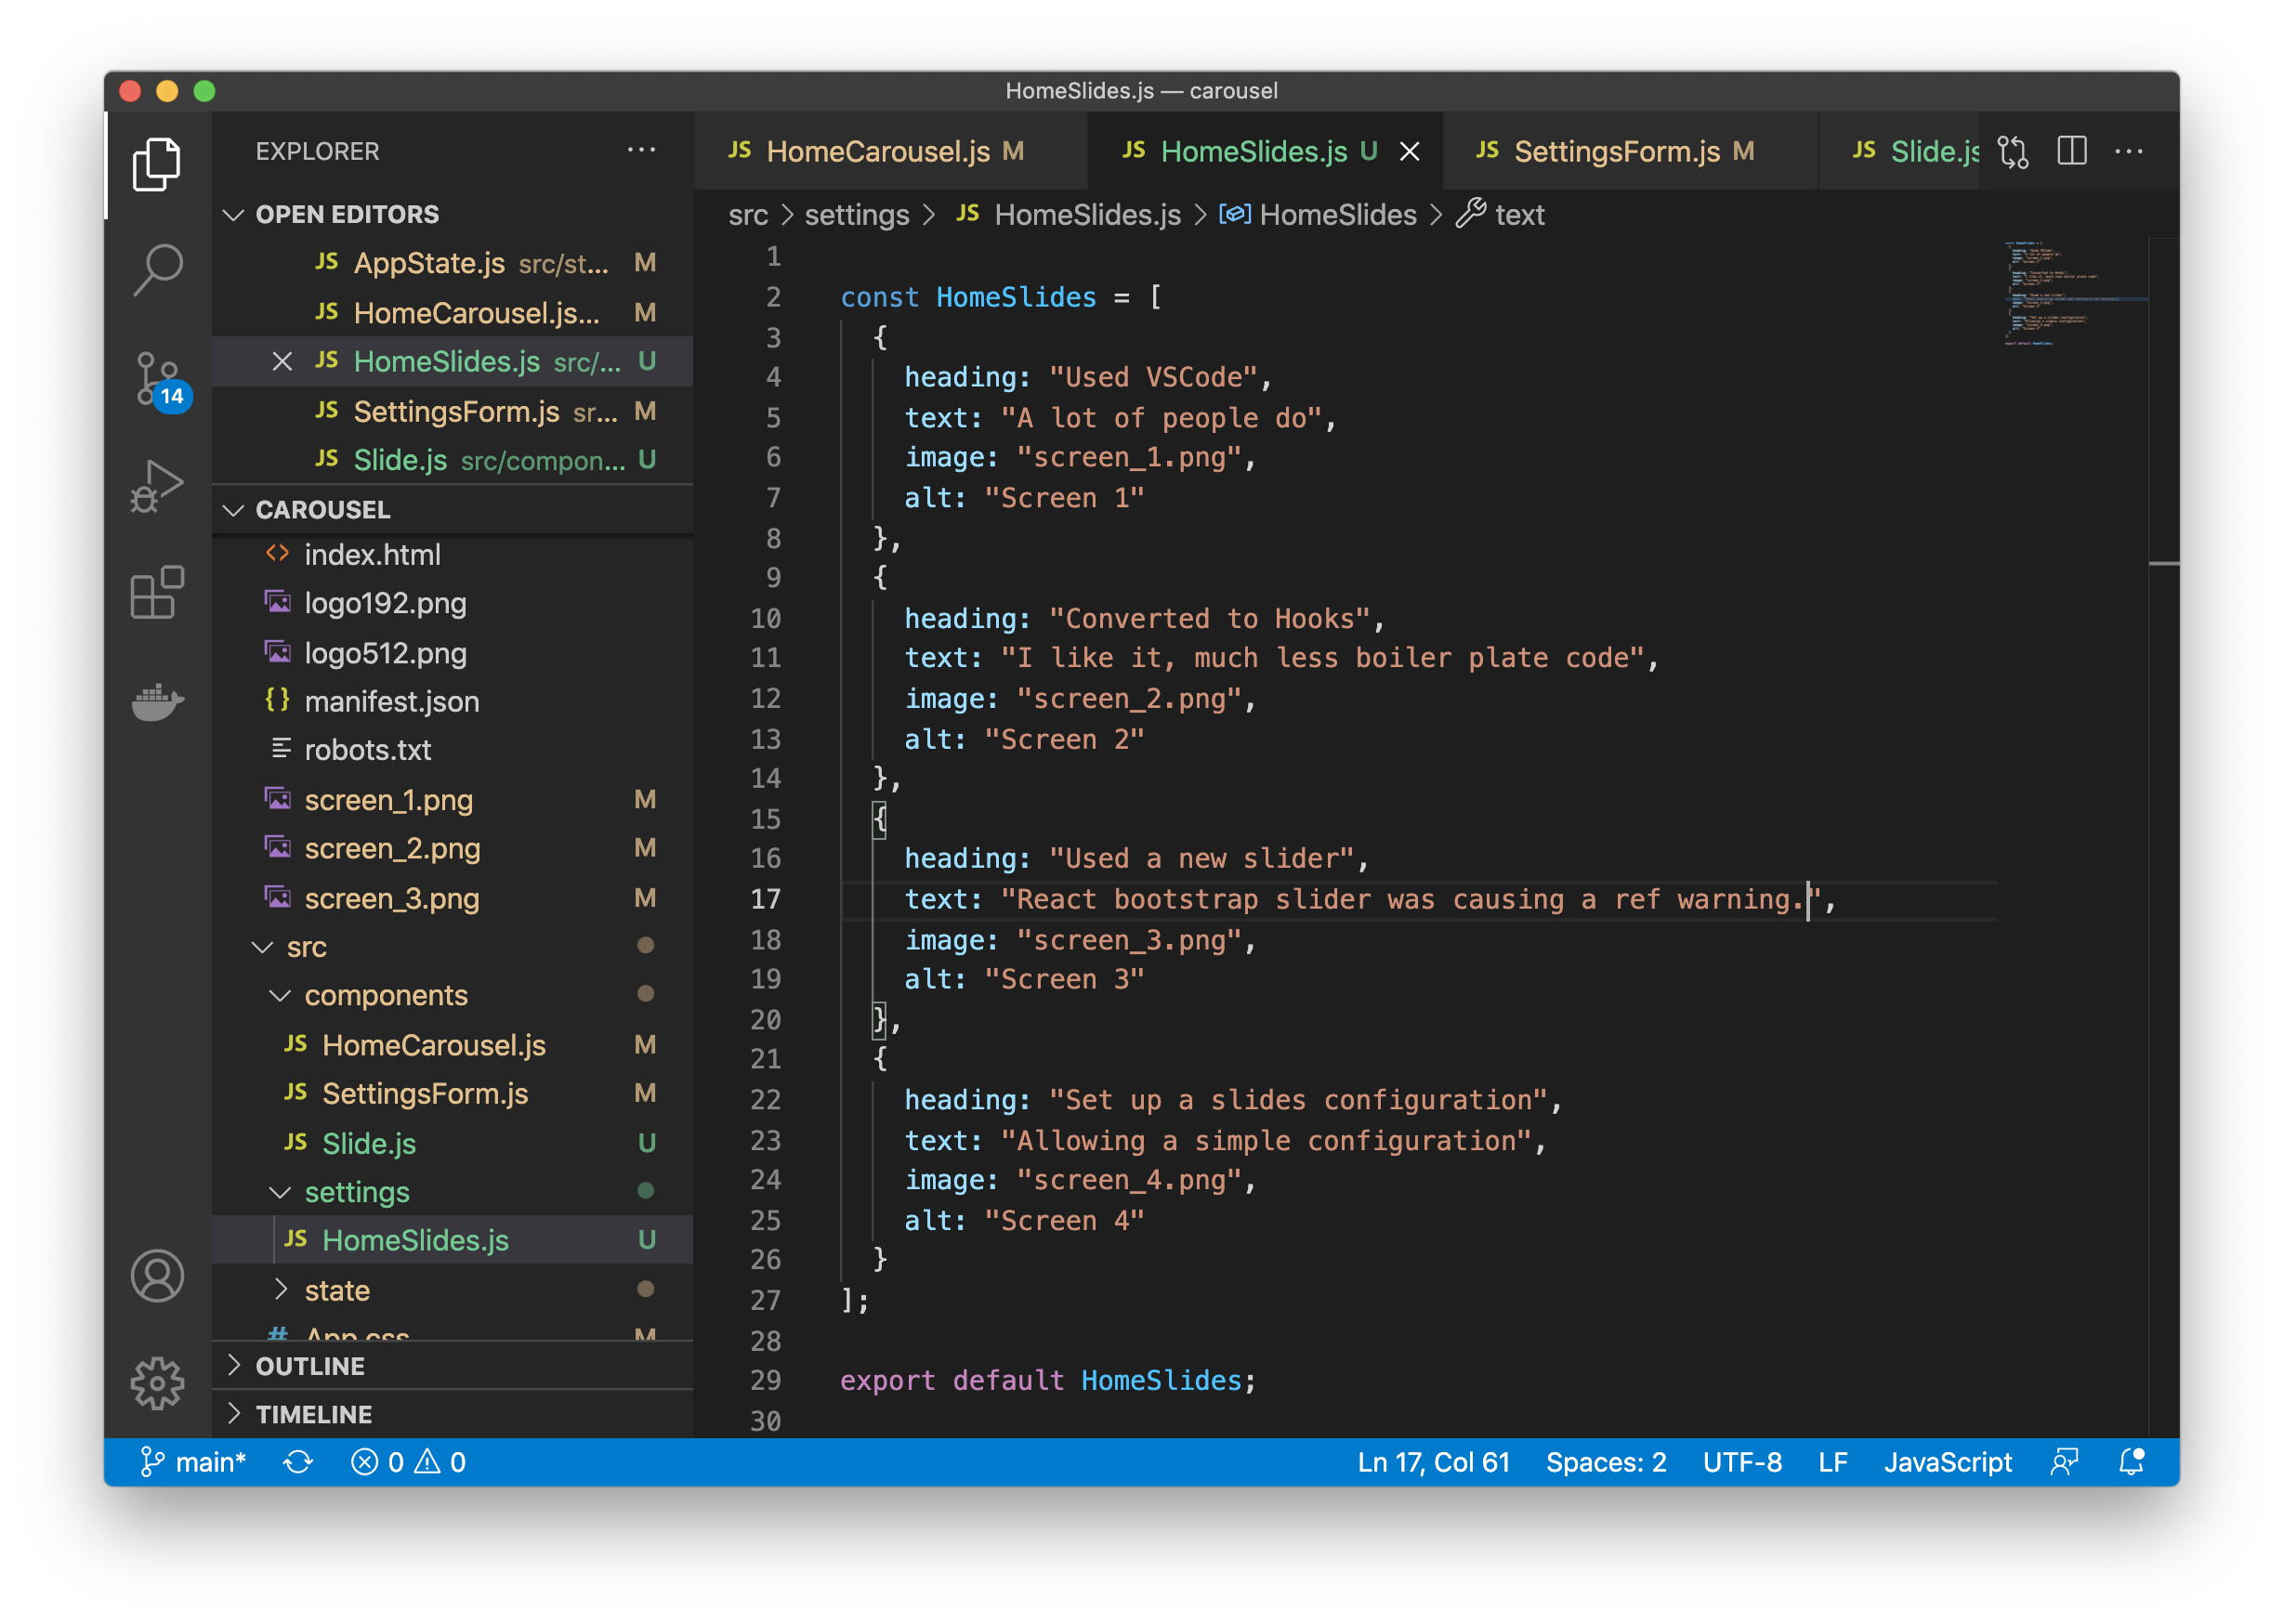 HomeSlides.js — carousel
EXPLORER
OPEN EDITORS
JS AppState.js src/st... M
JS HomeCarousel.js... M
JS HomeSlides.js src/... U
JS SettingsForm.js sr... M
JS Slide.js src/compon... U
CAROUSEL
index.html
logo192.png
logo512.png
{} manifest.json
robots.txt
screen_1.png M
screen_2.png M
screen_3.png M
src
components
JS HomeCarousel.js M
JS SettingsForm.js M
JS Slide.js U
settings
JS HomeSlides.js U
state
# App.css M
OUTLINE
TIMELINE
14
JS HomeCarousel.js M
JS HomeSlides.js U
JS SettingsForm.js M
JS Slide.js
src > settings > JS HomeSlides.js > HomeSlides > text
1
2 const HomeSlides = [
3 {
4 heading: "Used VSCode",
5 text: "A lot of people do",
6 image: "screen_1.png",
7 alt: "Screen 1"
8 },
9 {
10 heading: "Converted to Hooks",
11 text: "I like it, much less boiler plate code",
12 image: "screen_2.png",
13 alt: "Screen 2"
14 },
15 {
16 heading: "Used a new slider",
17 text: "React bootstrap slider was causing a ref warning.",
18 image: "screen_3.png",
19 alt: "Screen 3"
20 },
21 {
22 heading: "Set up a slides configuration",
23 text: "Allowing a simple configuration",
24 image: "screen_4.png",
25 alt: "Screen 4"
26 }
27 ];
28
29 export default HomeSlides;
30
main* 0 0 Ln 17, Col 61 Spaces: 2 UTF-8 LF JavaScript